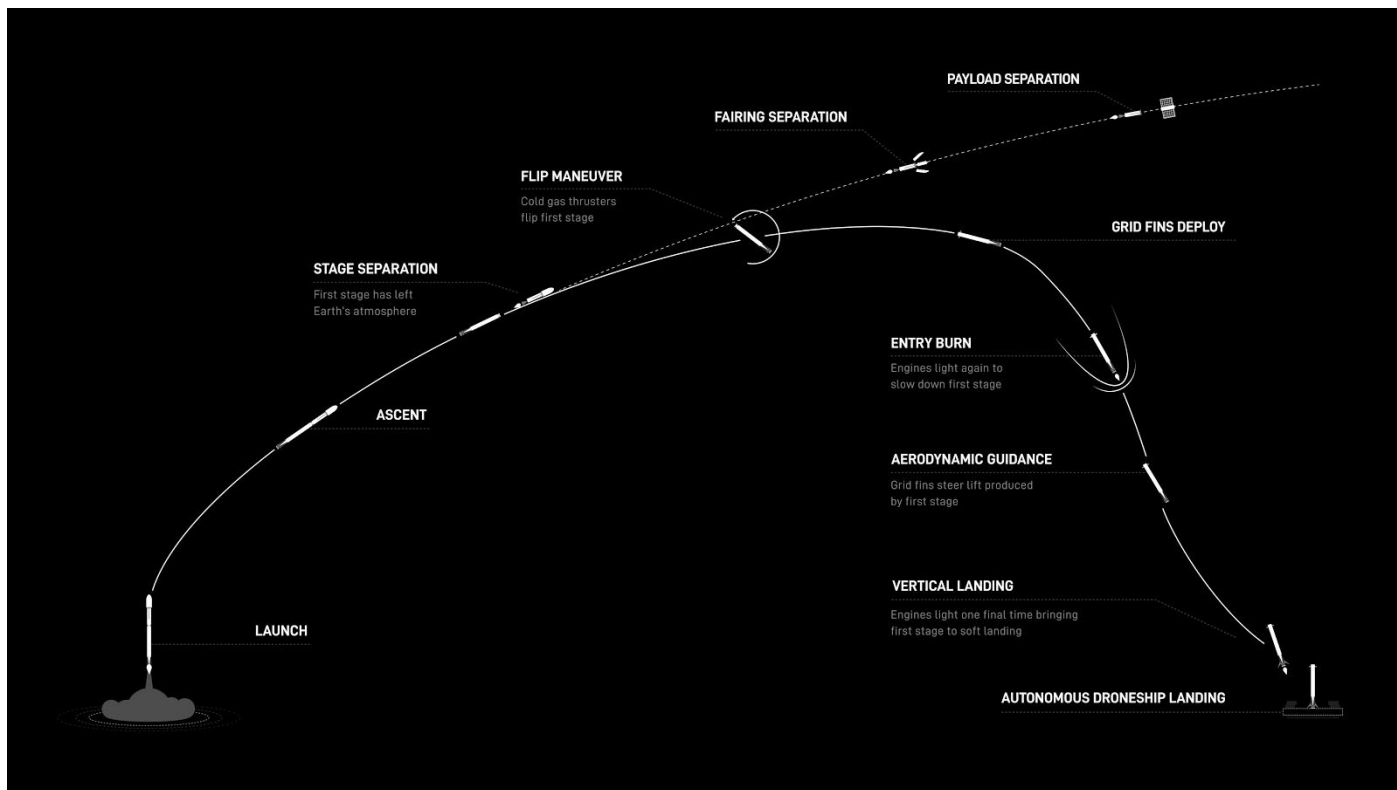 PAYLOAD SEPARATION
FAIRING SEPARATION
FLIP MANEUVER
Cold gas thrusters
flip first stage
GRID FINS DEPLOY
STAGE SEPARATION
First stage has left
Earth's atmosphere
ENTRY BURN
Engines light again to
slow down first stage
ASCENT
AERODYNAMIC GUIDANCE
Grid fins steer lift produced
by first stage
VERTICAL LANDING
Engines light one final time bringing
first stage to soft landing
LAUNCH
AUTONOMOUS DRONESHIP LANDING